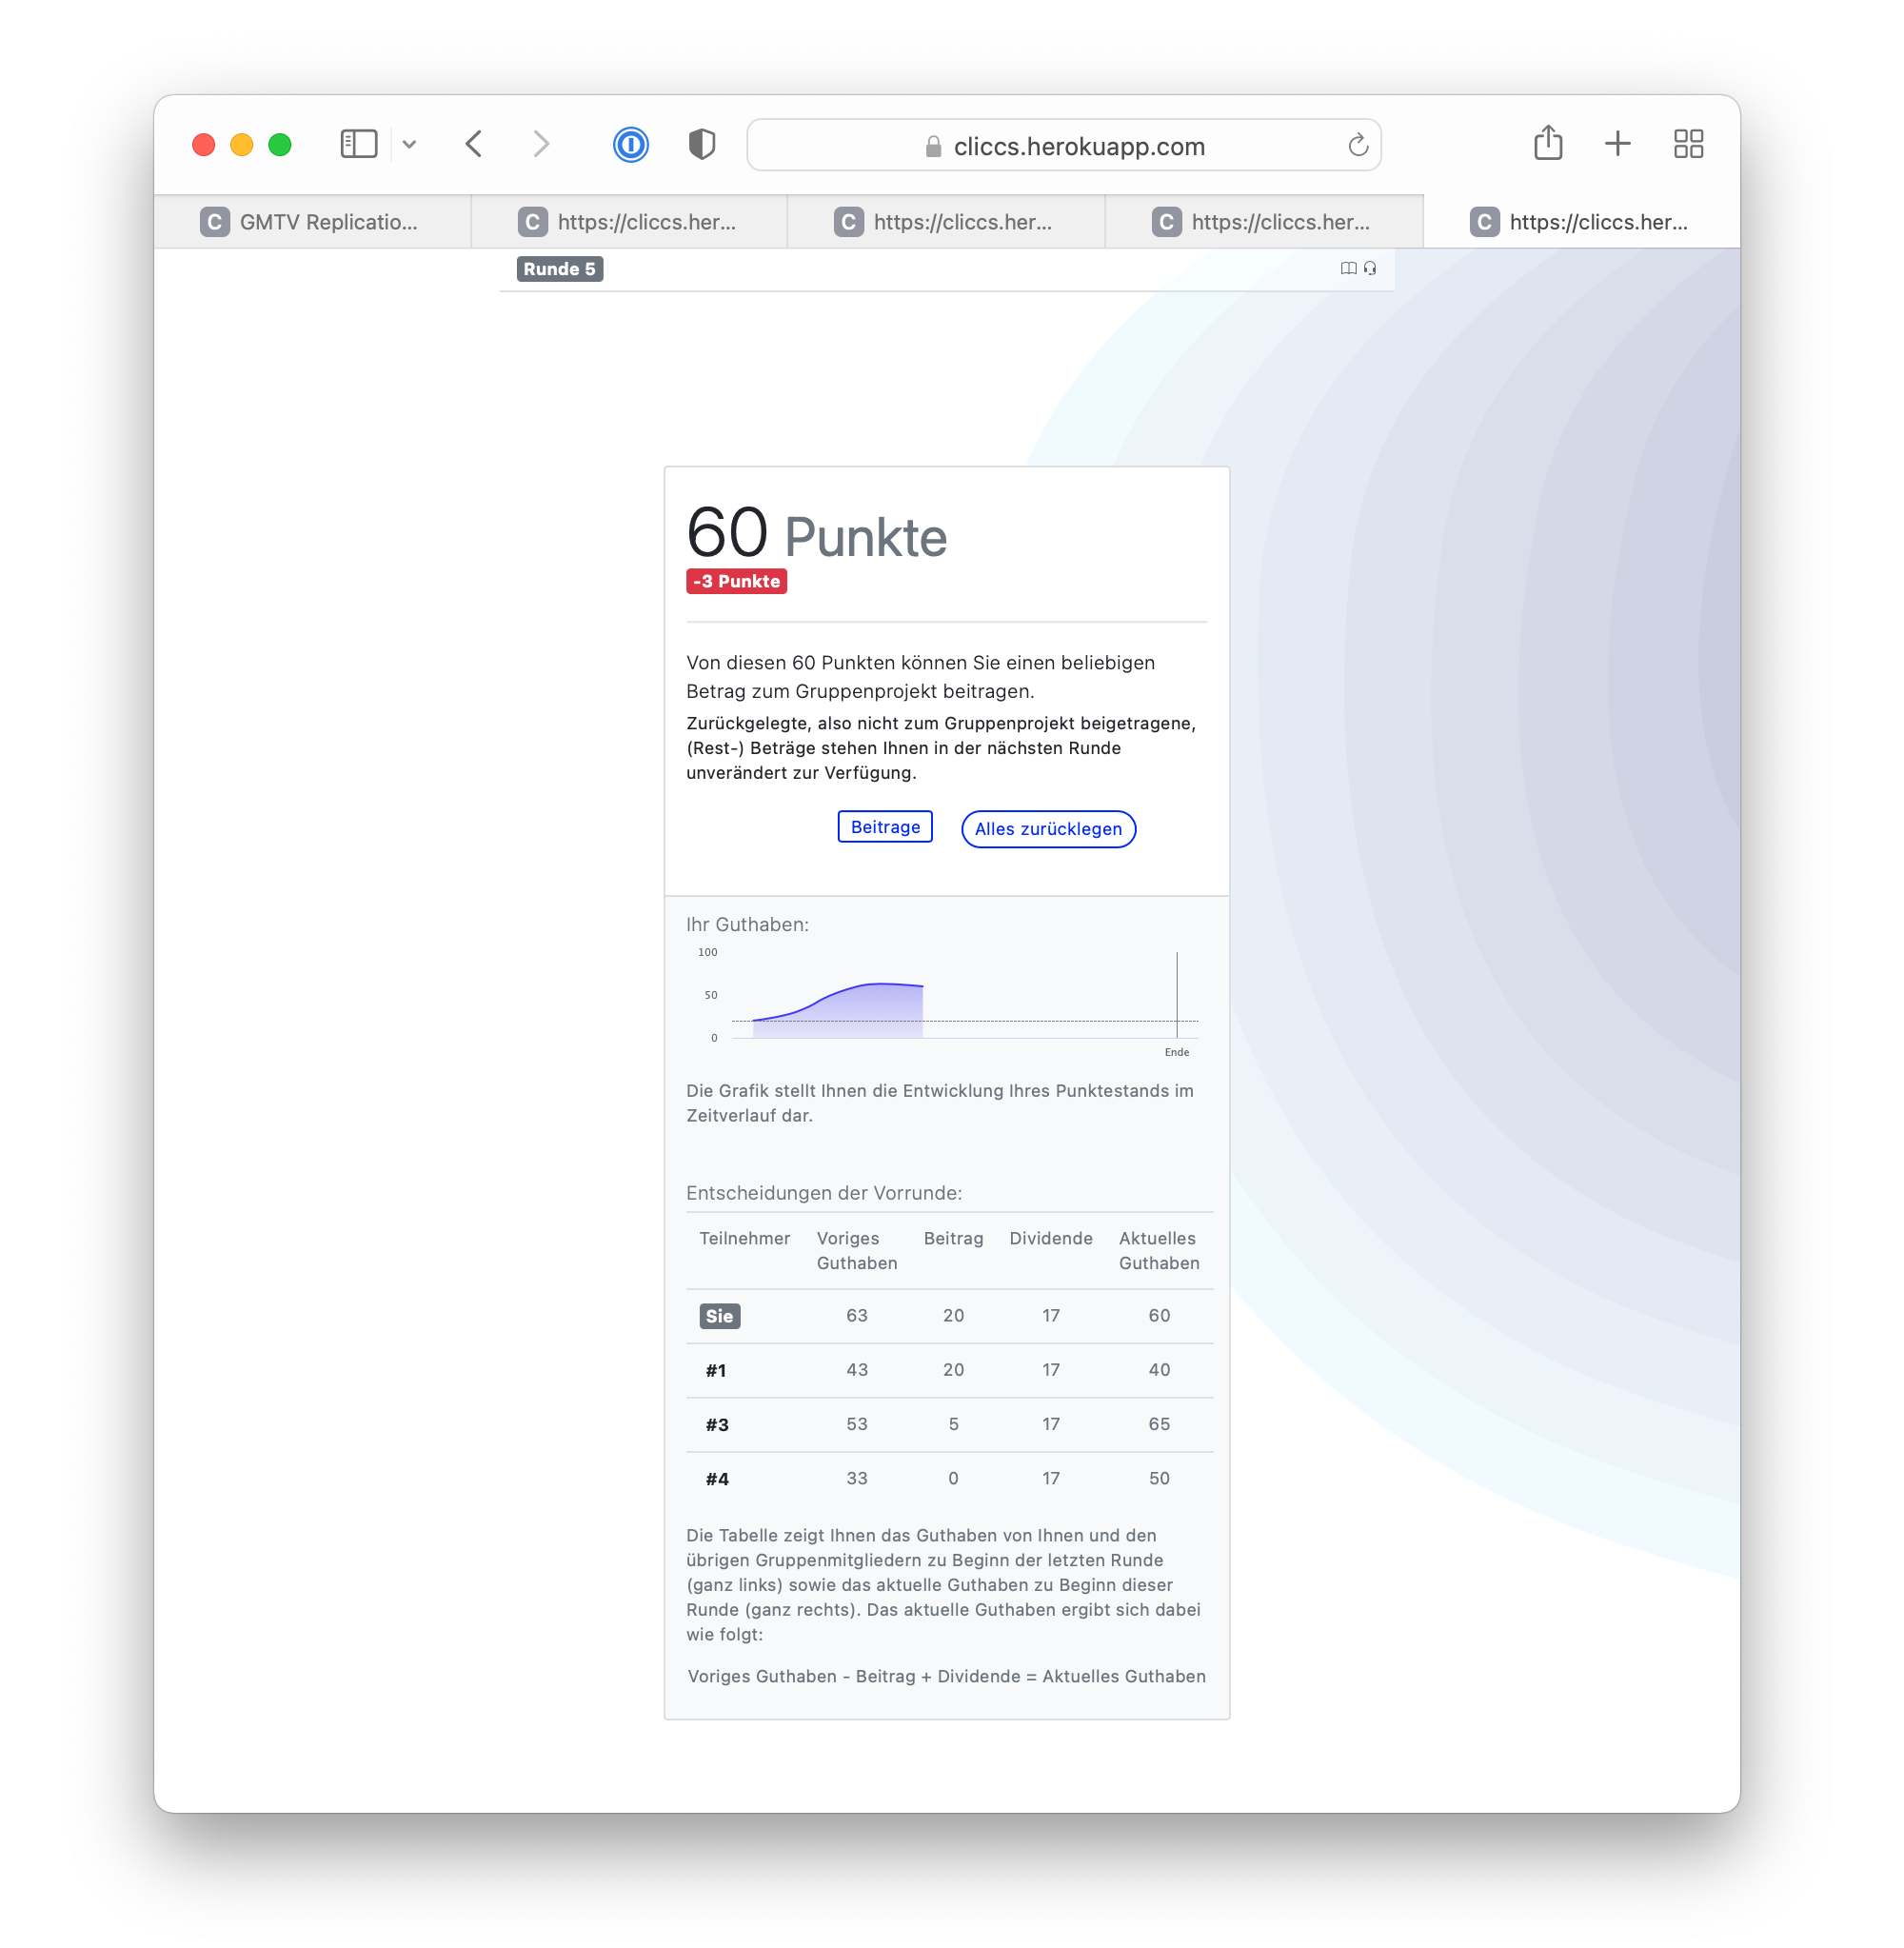 cliccs.herokuapp.com
C GMTV Replicatio... C https://cliccs.her... C https://cliccs.her... C https://cliccs.her... C https://cliccs.her...
Runde 5
60 Punkte
-3 Punkte
Von diesen 60 Punkten können Sie einen beliebigen
Betrag zum Gruppenprojekt beitragen.
Zurückgelegte, also nicht zum Gruppenprojekt beigetragene,
(Rest-) Beträge stehen Ihnen in der nächsten Runde
unverändert zur Verfügung.
Beitrage Alles zurücklegen
Ihr Guthaben:
100
50
0
Ende
Die Grafik stellt Ihnen die Entwicklung Ihres Punktestands im
Zeitverlauf dar.
Entscheidungen der Vorrunde:
Teilnehmer Voriges Guthaben Beitrag Dividende Aktuelles Guthaben
Sie 63 20 17 60
#1 43 20 17 40
#3 53 5 17 65
#4 33 0 17 50
Die Tabelle zeigt Ihnen das Guthaben von Ihnen und den
übrigen Gruppenmitgliedern zu Beginn der letzten Runde
(ganz links) sowie das aktuelle Guthaben zu Beginn dieser
Runde (ganz rechts). Das aktuelle Guthaben ergibt sich dabei
wie folgt:
Voriges Guthaben - Beitrag + Dividende = Aktuelles Guthaben